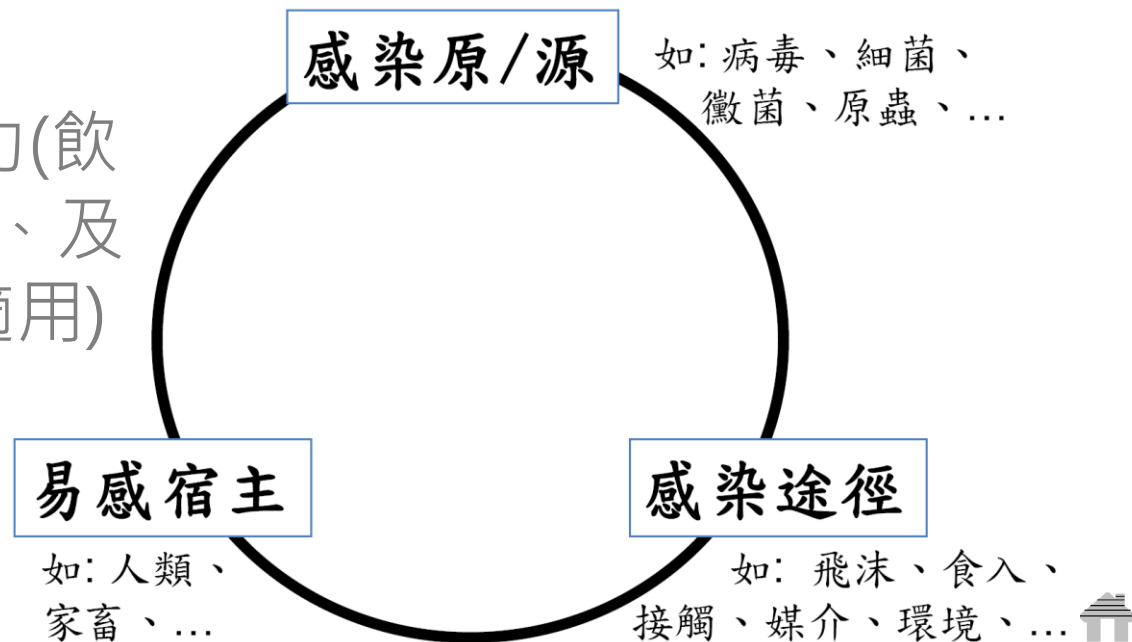 感染原/源
如: 病毒、細菌、
黴菌、原蟲、…
力(飲
、及
適用)
易感宿主
如: 人類、
家畜、…
感染途徑
如: 飛沫、食入、
接觸、媒介、環境、…